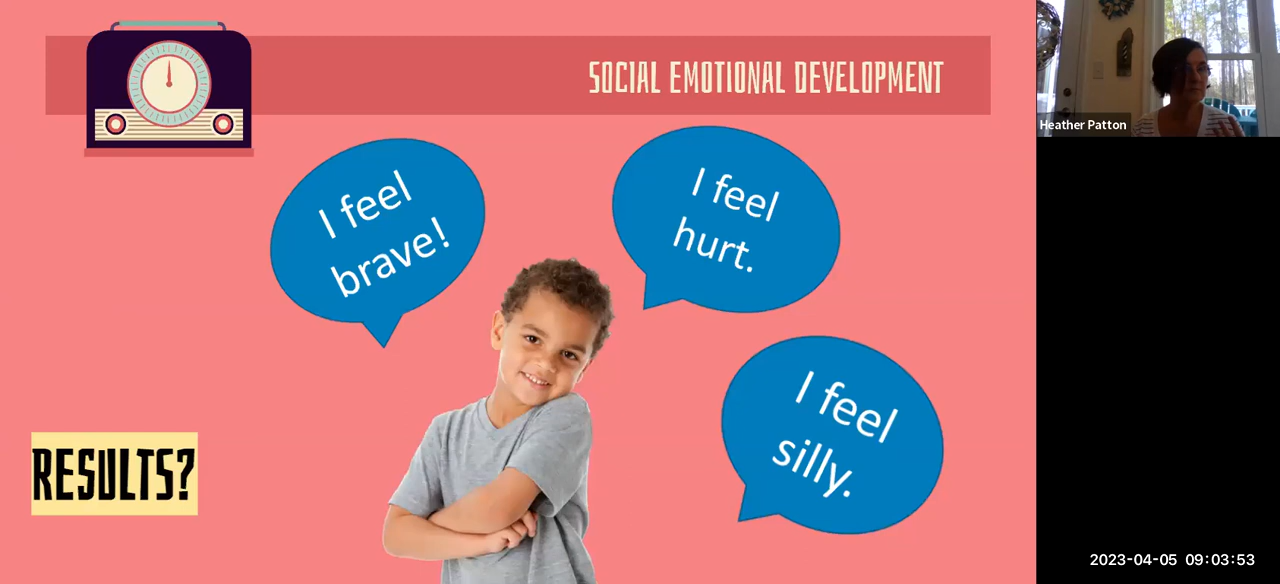 SOCIAL EMOTIONAL DEVELOPMENT
I feel
brave!
I feel
hurt.
I feel
silly.
RESULTS?
Heather Patton
2023-04-05 09:03:53